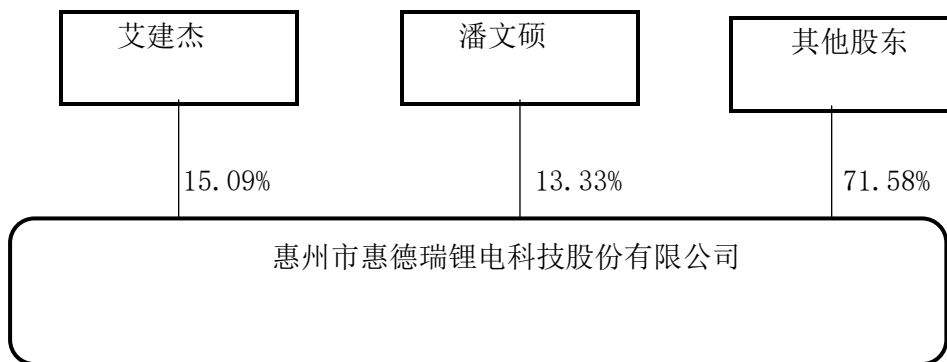 艾建杰
潘文硕
其他股东
15.09%
13.33%
71.58%
惠州市惠德瑞锂电科技股份有限公司